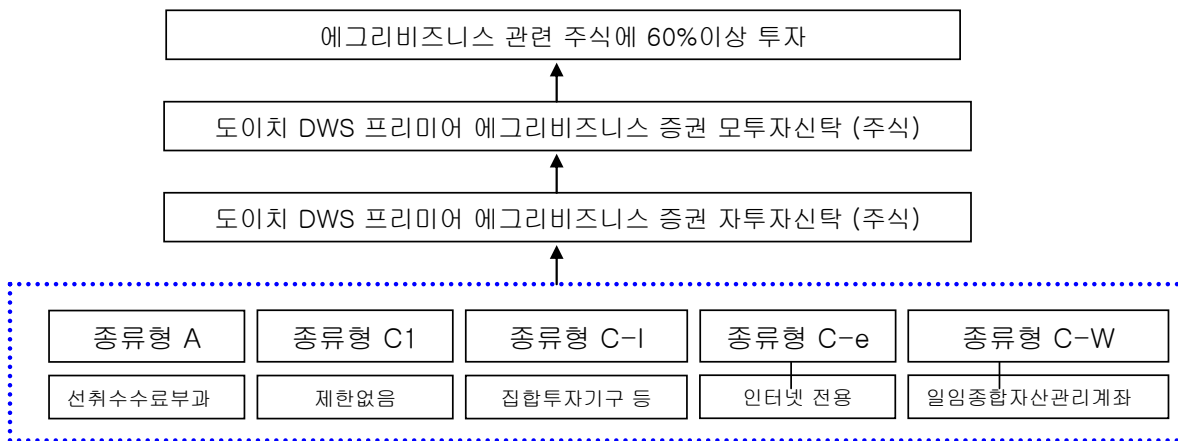 에그리비즈니스 관련 주식에 60%이상 투자
도이치 DWS 프리미어 에그리비즈니스 증권 모투자신탁 (주식)
도이치 DWS 프리미어 에그리비즈니스 증권 자투자신탁 (주식)
종류형 A 종류형 C1 종류형 C-I 종류형 C-e 종류형 C-W
선취수수료부과 제한없음 집합투자기구 등 인터넷 전용 일임종합자산관리계좌